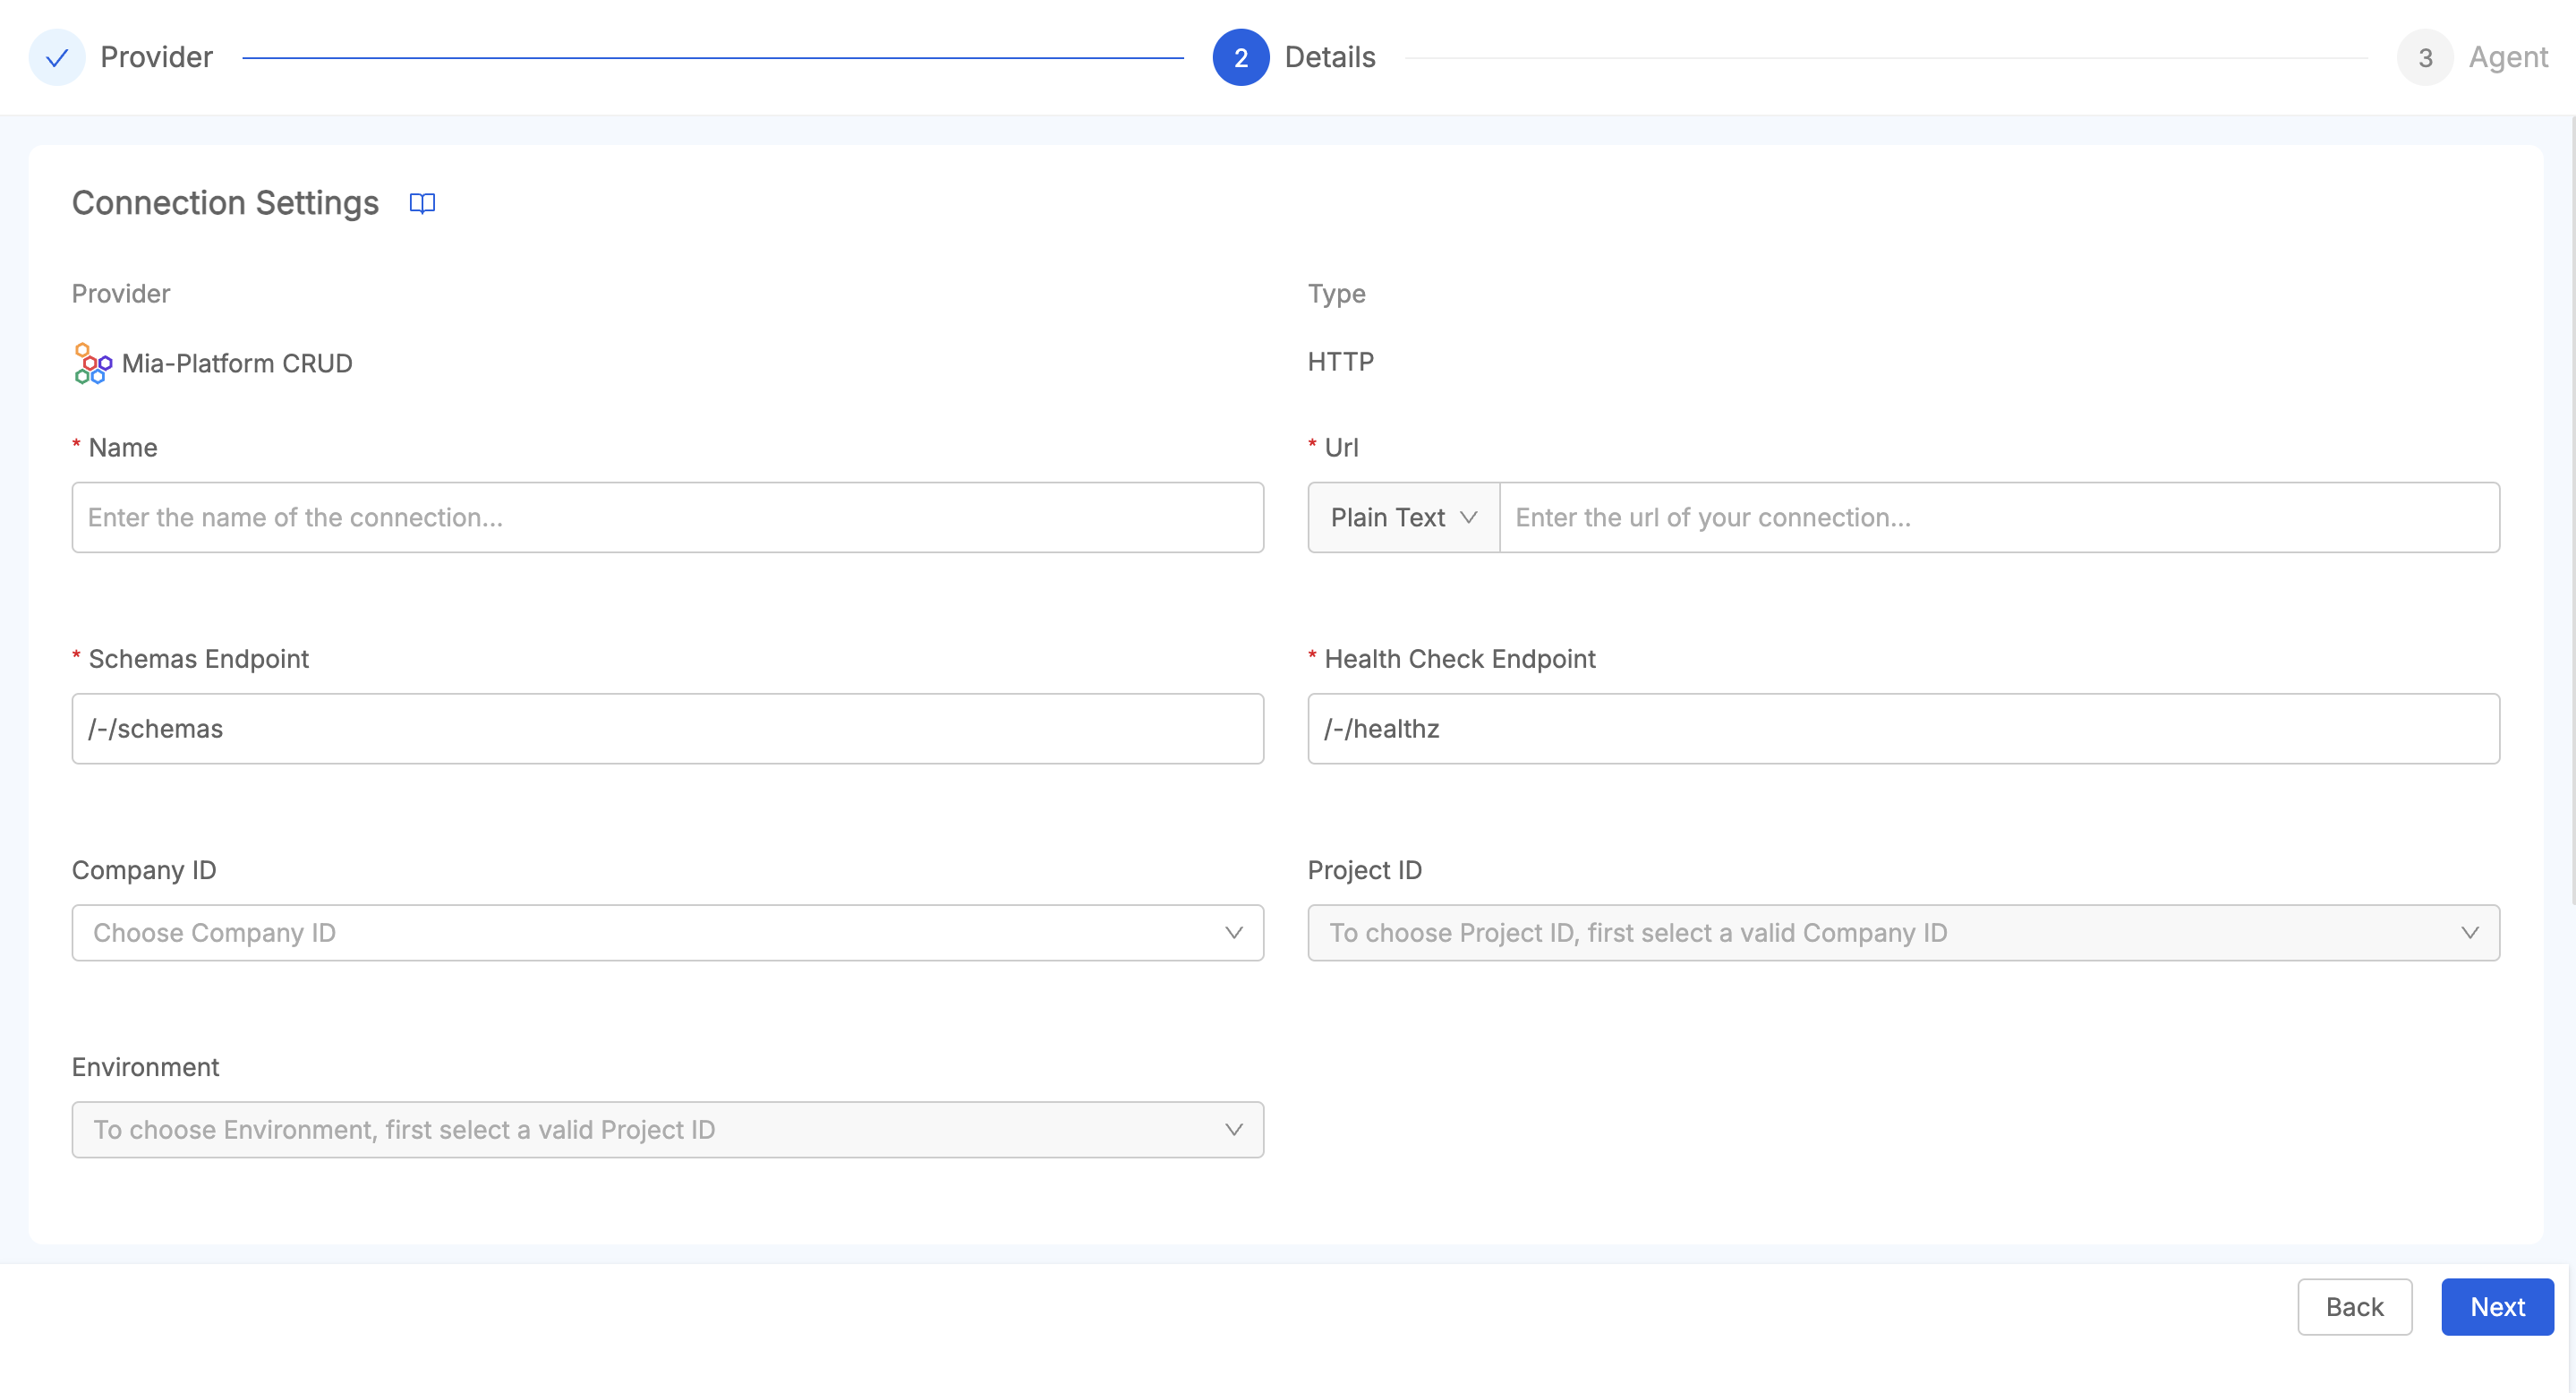 Provider
2 Details
3 Agent
Connection Settings
Provider
Type
Mia-Platform CRUD
HTTP
* Name
* Url
Enter the name of the connection...
Plain Text Enter the url of your connection...
* Schemas Endpoint
* Health Check Endpoint
/-/schemas
/-/healthz
Company ID
Project ID
Choose Company ID
To choose Project ID, first select a valid Company ID
Environment
To choose Environment, first select a valid Project ID
Back
Next